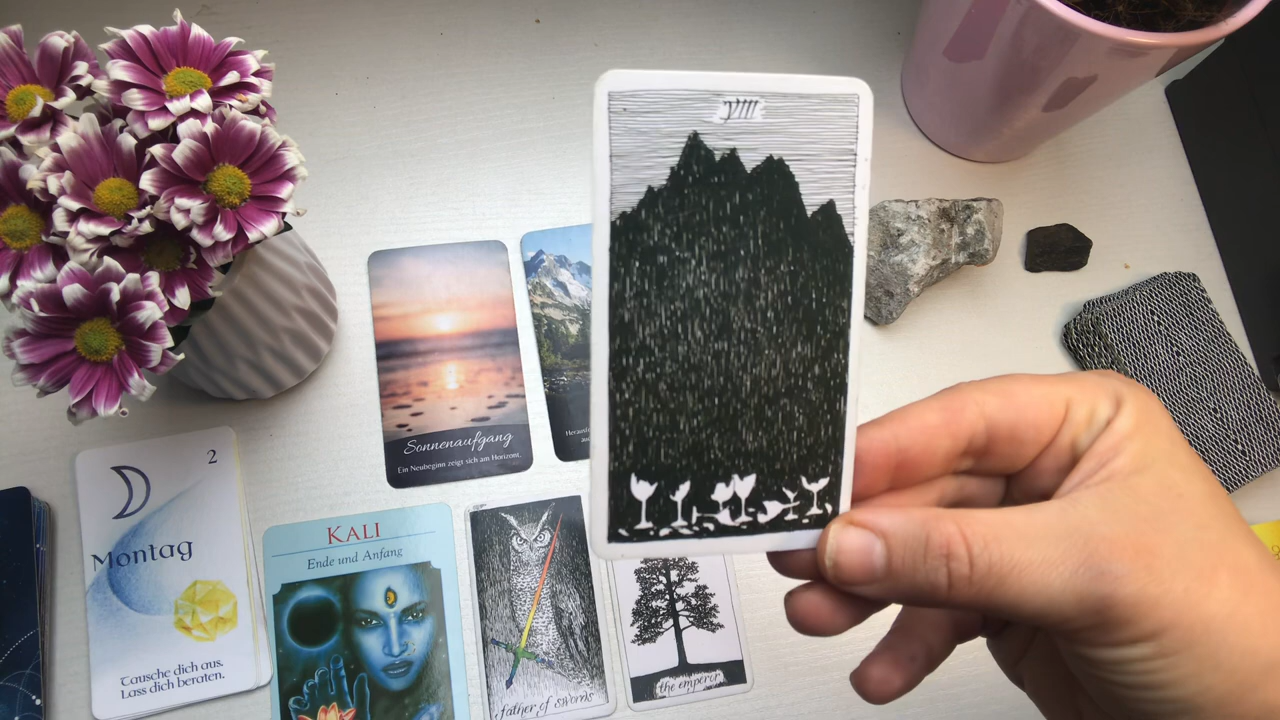 VIII
Sonnenaufgang
Ein Neubeginn zeigt sich am Horizont.
2
Montag
Tausche dich aus.
Lass dich beraten.
KALI
Ende und Anfang
father of swords
the emperor